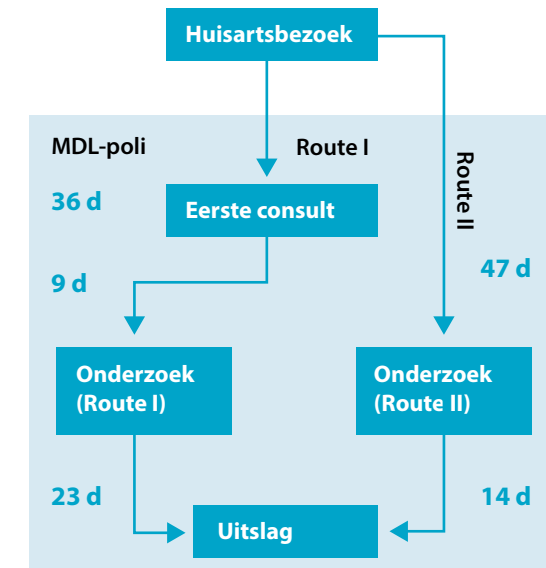 Huisartsbezoek
MDL-poli
Route I
Route II
36 d
Eerste consult
9 d
47 d
Onderzoek
(Route I)
Onderzoek
(Route II)
23 d
14 d
Uitslag